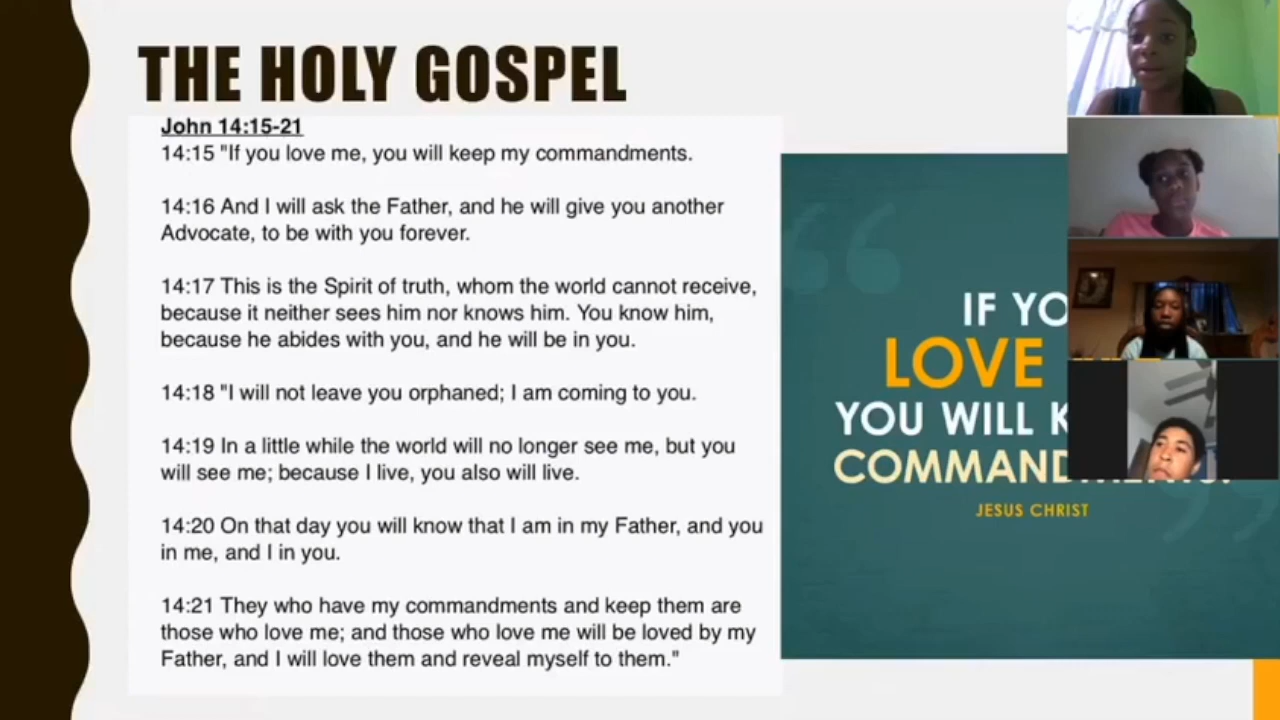 THE HOLY GOSPEL
John 14:15-21
14:15 "If you love me, you will keep my commandments.
14:16 And I will ask the Father, and he will give you another
Advocate, to be with you forever.
14:17 This is the Spirit of truth, whom the world cannot receive,
because it neither sees him nor knows him. You know him,
because he abides with you, and he will be in you.
14:18 "I will not leave you orphaned; I am coming to you.
14:19 In a little while the world will no longer see me, but you
will see me; because I live, you also will live.
14:20 On that day you will know that I am in my Father, and you
in me, and I in you.
14:21 They who have my commandments and keep them are
those who love me; and those who love me will be loved by my
Father, and I will love them and reveal myself to them."
IF
LOVE
YOU WILL
JESUS CHRIST